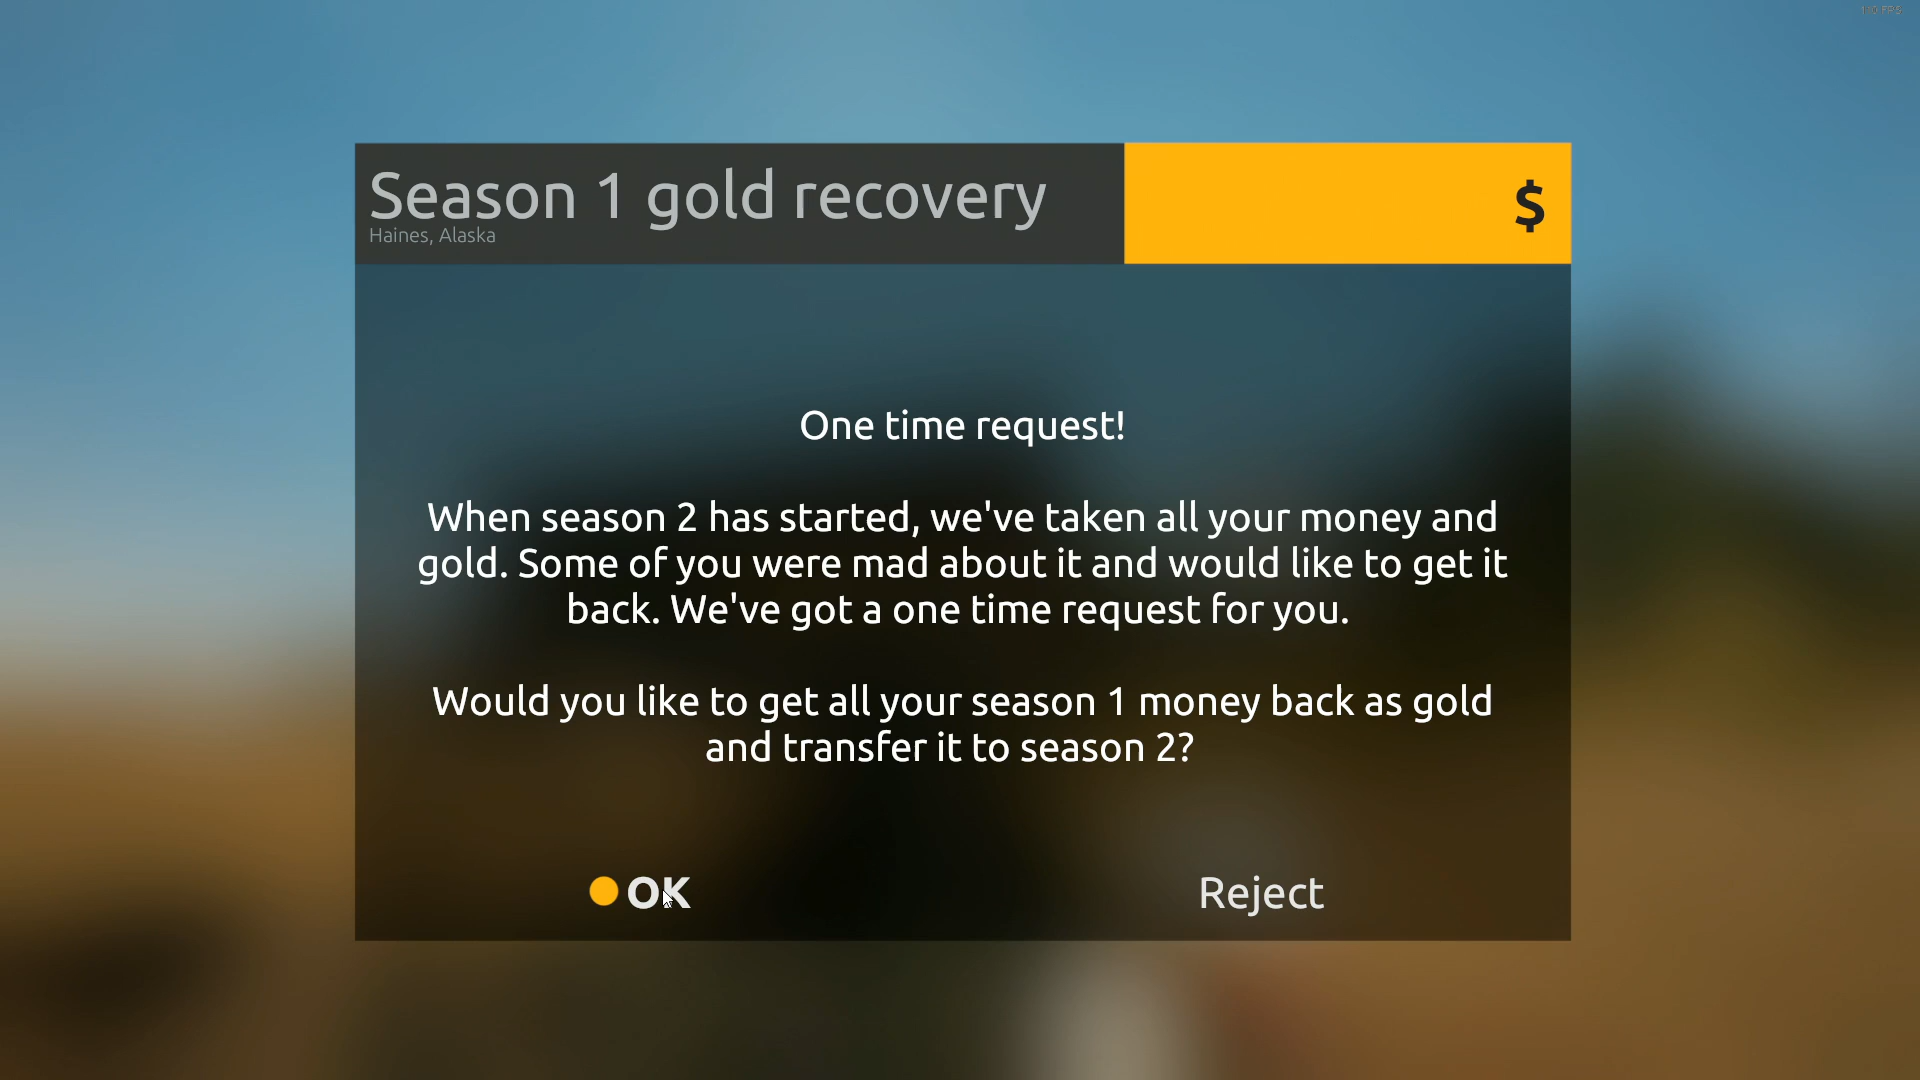 110 FPS
Season 1 gold recovery
$
Haines, Alaska
One time request!
When season 2 has started, we've taken all your money and
gold. Some of you were mad about it and would like to get it
back. We've got a one time request for you.
Would you like to get all your season 1 money back as gold
and transfer it to season 2?
OK
Reject